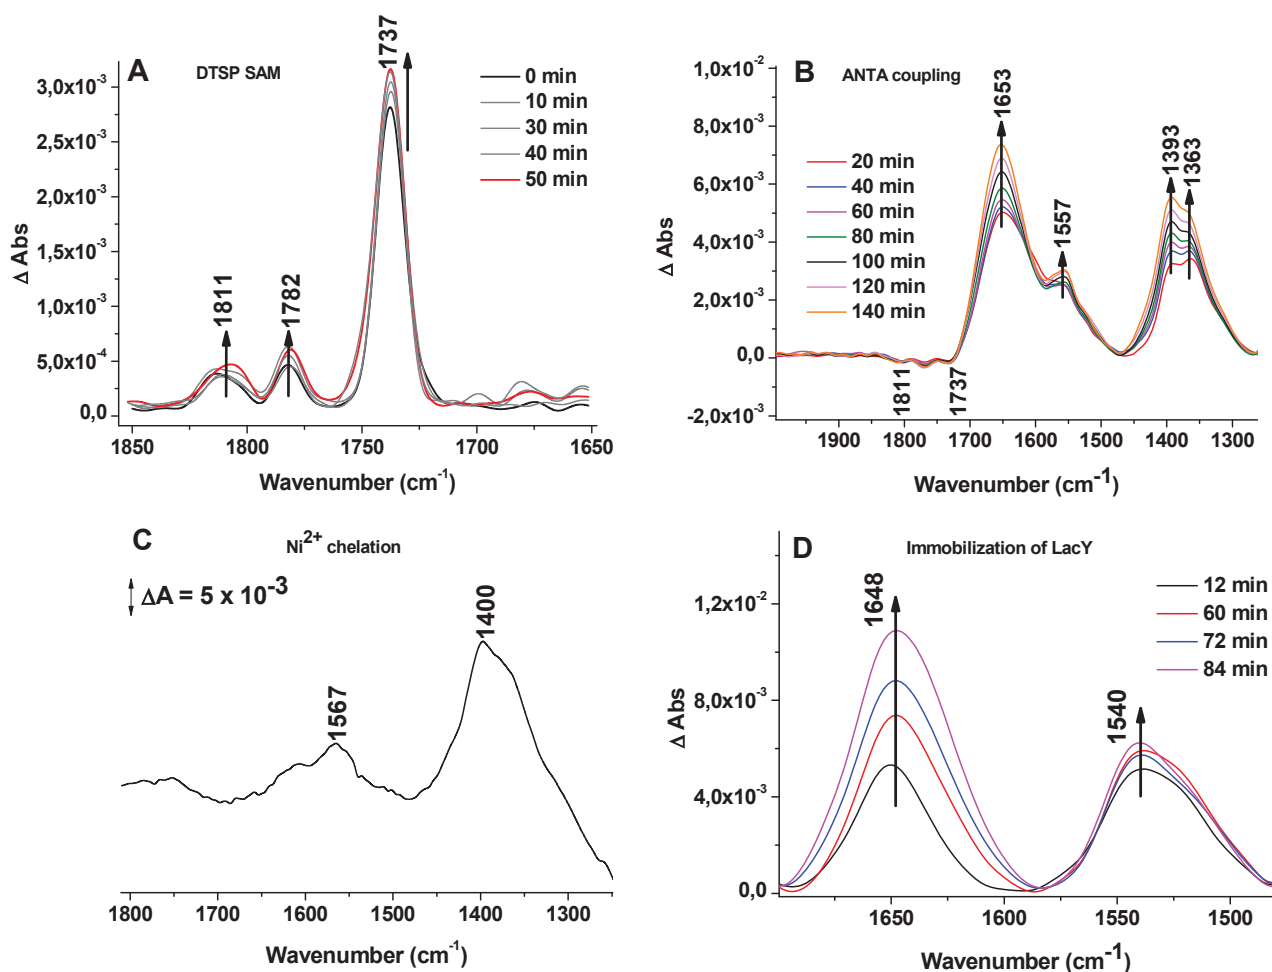 A
DTSP SAM
1737
1811
1782
0 min
10 min
30 min
40 min
50 min
3,0x10⁻³
2,5x10⁻³
2,0x10⁻³
1,5x10⁻³
1,0x10⁻³
5,0x10⁻⁴
0,0
Δ Abs
1850 1800 1750 1700 1650
Wavenumber (cm⁻¹)
B
ANTA coupling
1653
1557
1393
1363
1811
1737
20 min
40 min
60 min
80 min
100 min
120 min
140 min
1,0x10⁻²
8,0x10⁻³
6,0x10⁻³
4,0x10⁻³
2,0x10⁻³
0,0
-2,0x10⁻³
Δ Abs
1900 1800 1700 1600 1500 1400 1300
Wavenumber (cm⁻¹)
C
Ni²⁺ chelation
ΔA = 5 x 10⁻³
1567
1400
1800 1700 1600 1500 1400 1300
Wavenumber (cm⁻¹)
D
Immobilization of LacY
1648
1540
12 min
60 min
72 min
84 min
1,2x10⁻²
8,0x10⁻³
4,0x10⁻³
0,0
Δ Abs
1650 1600 1550 1500
Wavenumber (cm⁻¹)